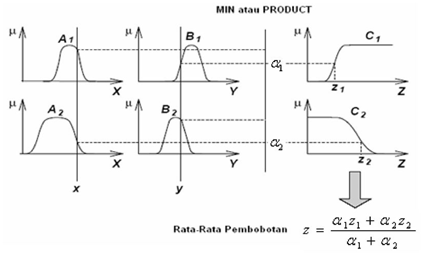 MIN atau PRODUCT
μ A1 μ B1 μ C1
α1
X Y z1 Z
μ A2 μ B2 μ C2
α2
X Y z2 Z
x y
Rata-Rata Pembobotan z = (α1z1 + α2z2) / (α1 + α2)